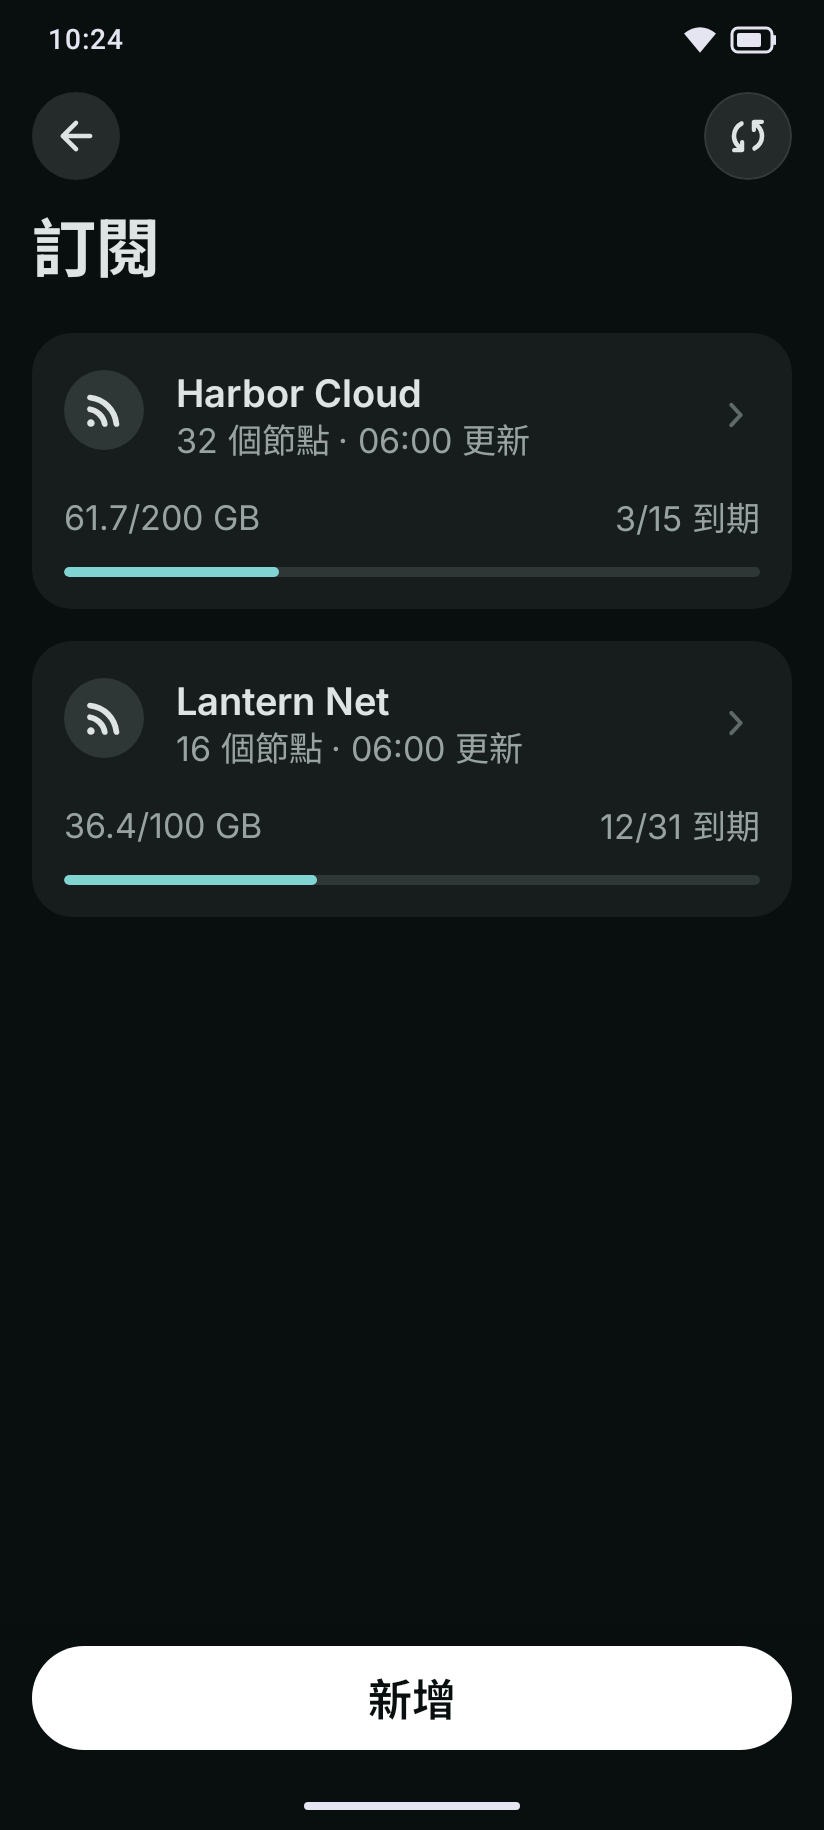 10:24
訂閱
Harbor Cloud
32 個節點 · 06:00 更新
61.7/200 GB
3/15 到期
Lantern Net
16 個節點 · 06:00 更新
36.4/100 GB
12/31 到期
新增